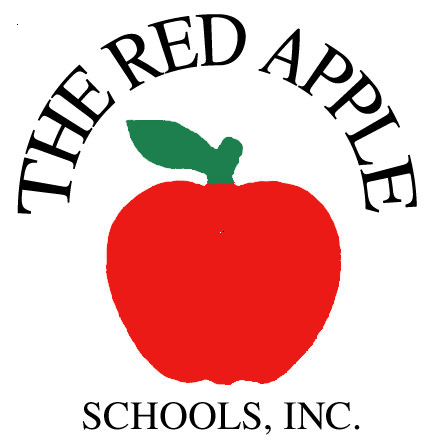 THE RED APPLE
SCHOOLS, INC.